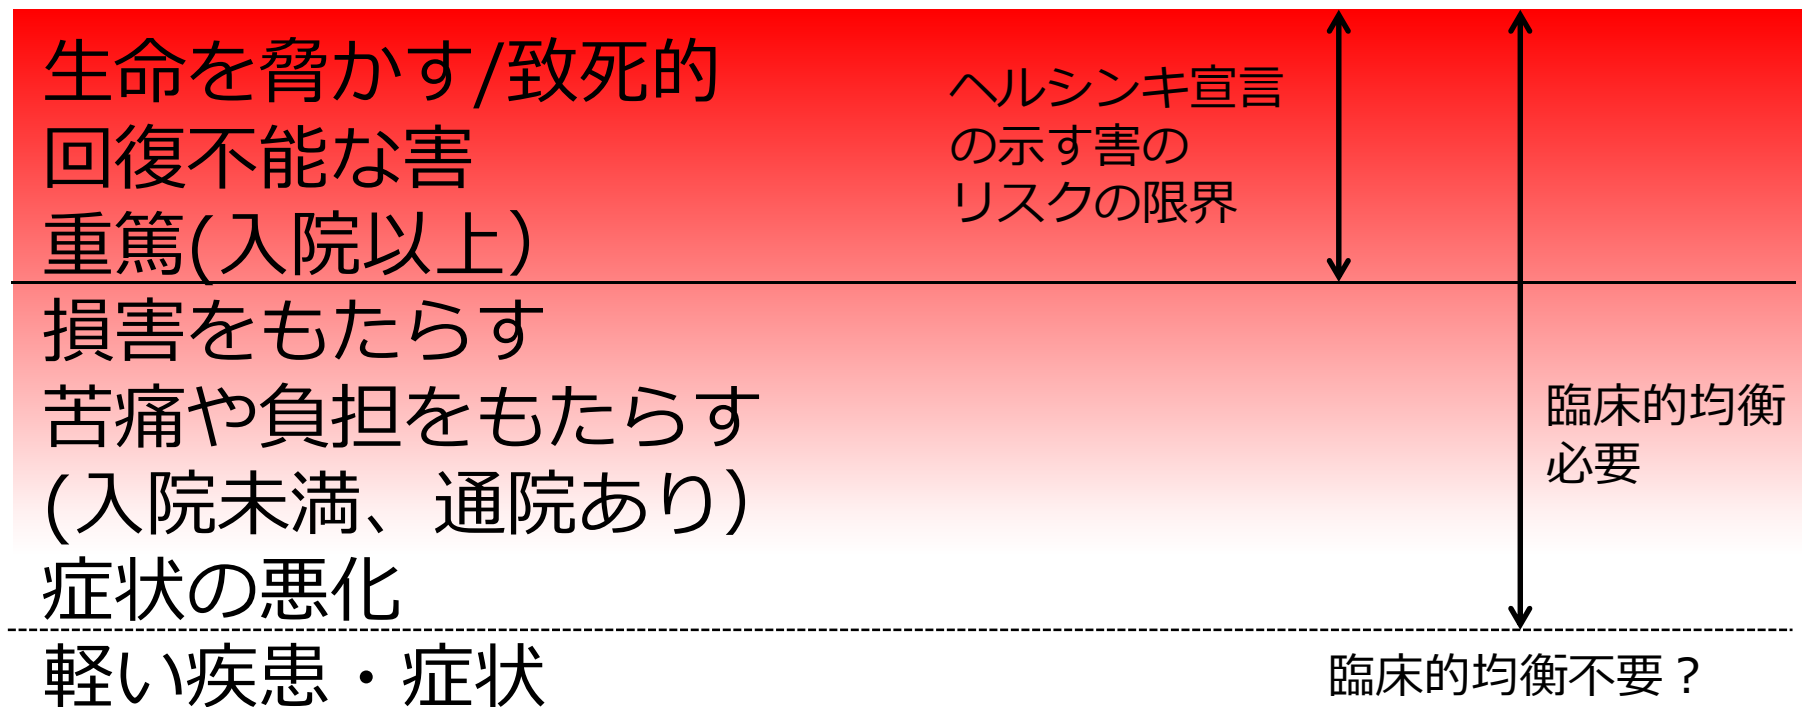 生命を脅かす/致死的
回復不能な害
重篤(入院以上）
損害をもたらす
苦痛や負担をもたらす
(入院未満、通院あり）
症状の悪化
軽い疾患・症状
ヘルシンキ宣言
の示す害の
リスクの限界
臨床的均衡
必要
臨床的均衡不要？